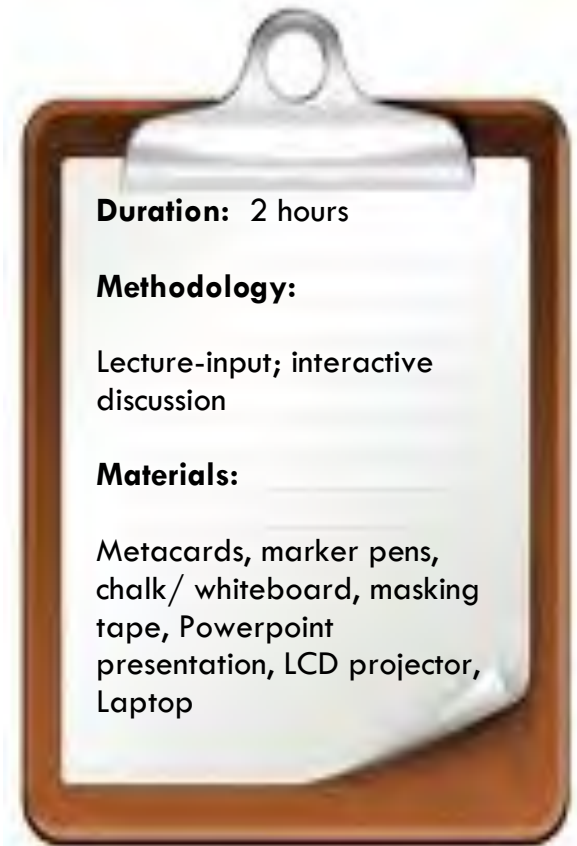 Duration: 2 hours
Methodology:
Lecture-input; interactive
discussion
Materials:
Metacards, marker pens,
chalk/ whiteboard, masking
tape, Powerpoint
presentation, LCD projector,
Laptop